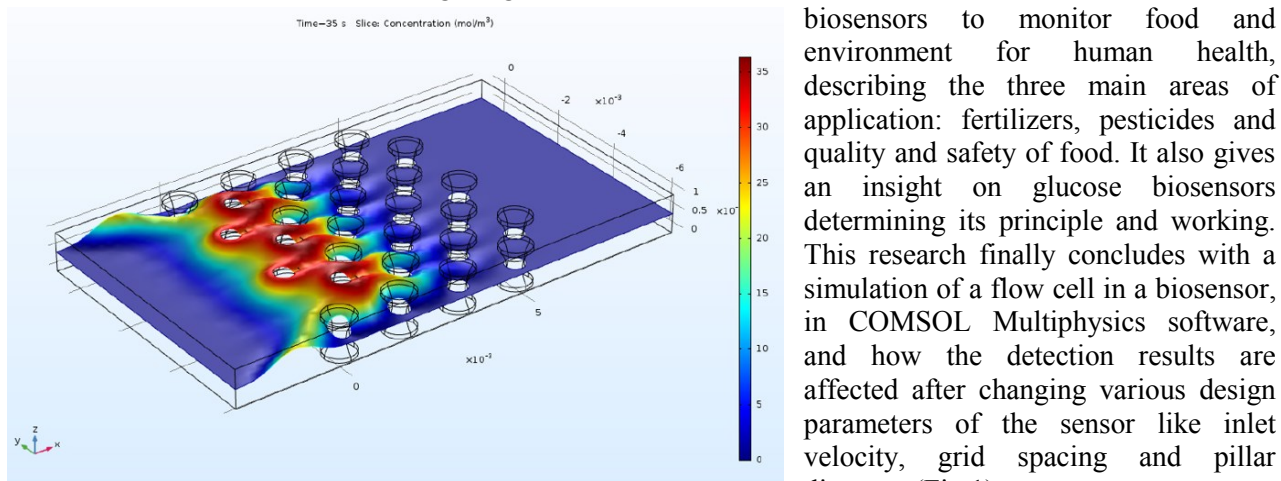 Time=35 s Slice: Concentration (mol/m³)
0
-2
×10⁻³
-4
-6
1
0.5
×10⁻
0
5
×10⁻³
0
35
30
25
20
15
10
5
0
y
z
x
biosensors to monitor food and
environment for human health,
describing the three main areas of
application: fertilizers, pesticides and
quality and safety of food. It also gives
an insight on glucose biosensors
determining its principle and working.
This research finally concludes with a
simulation of a flow cell in a biosensor,
in COMSOL Multiphysics software,
and how the detection results are
affected after changing various design
parameters of the sensor like inlet
velocity, grid spacing and pillar